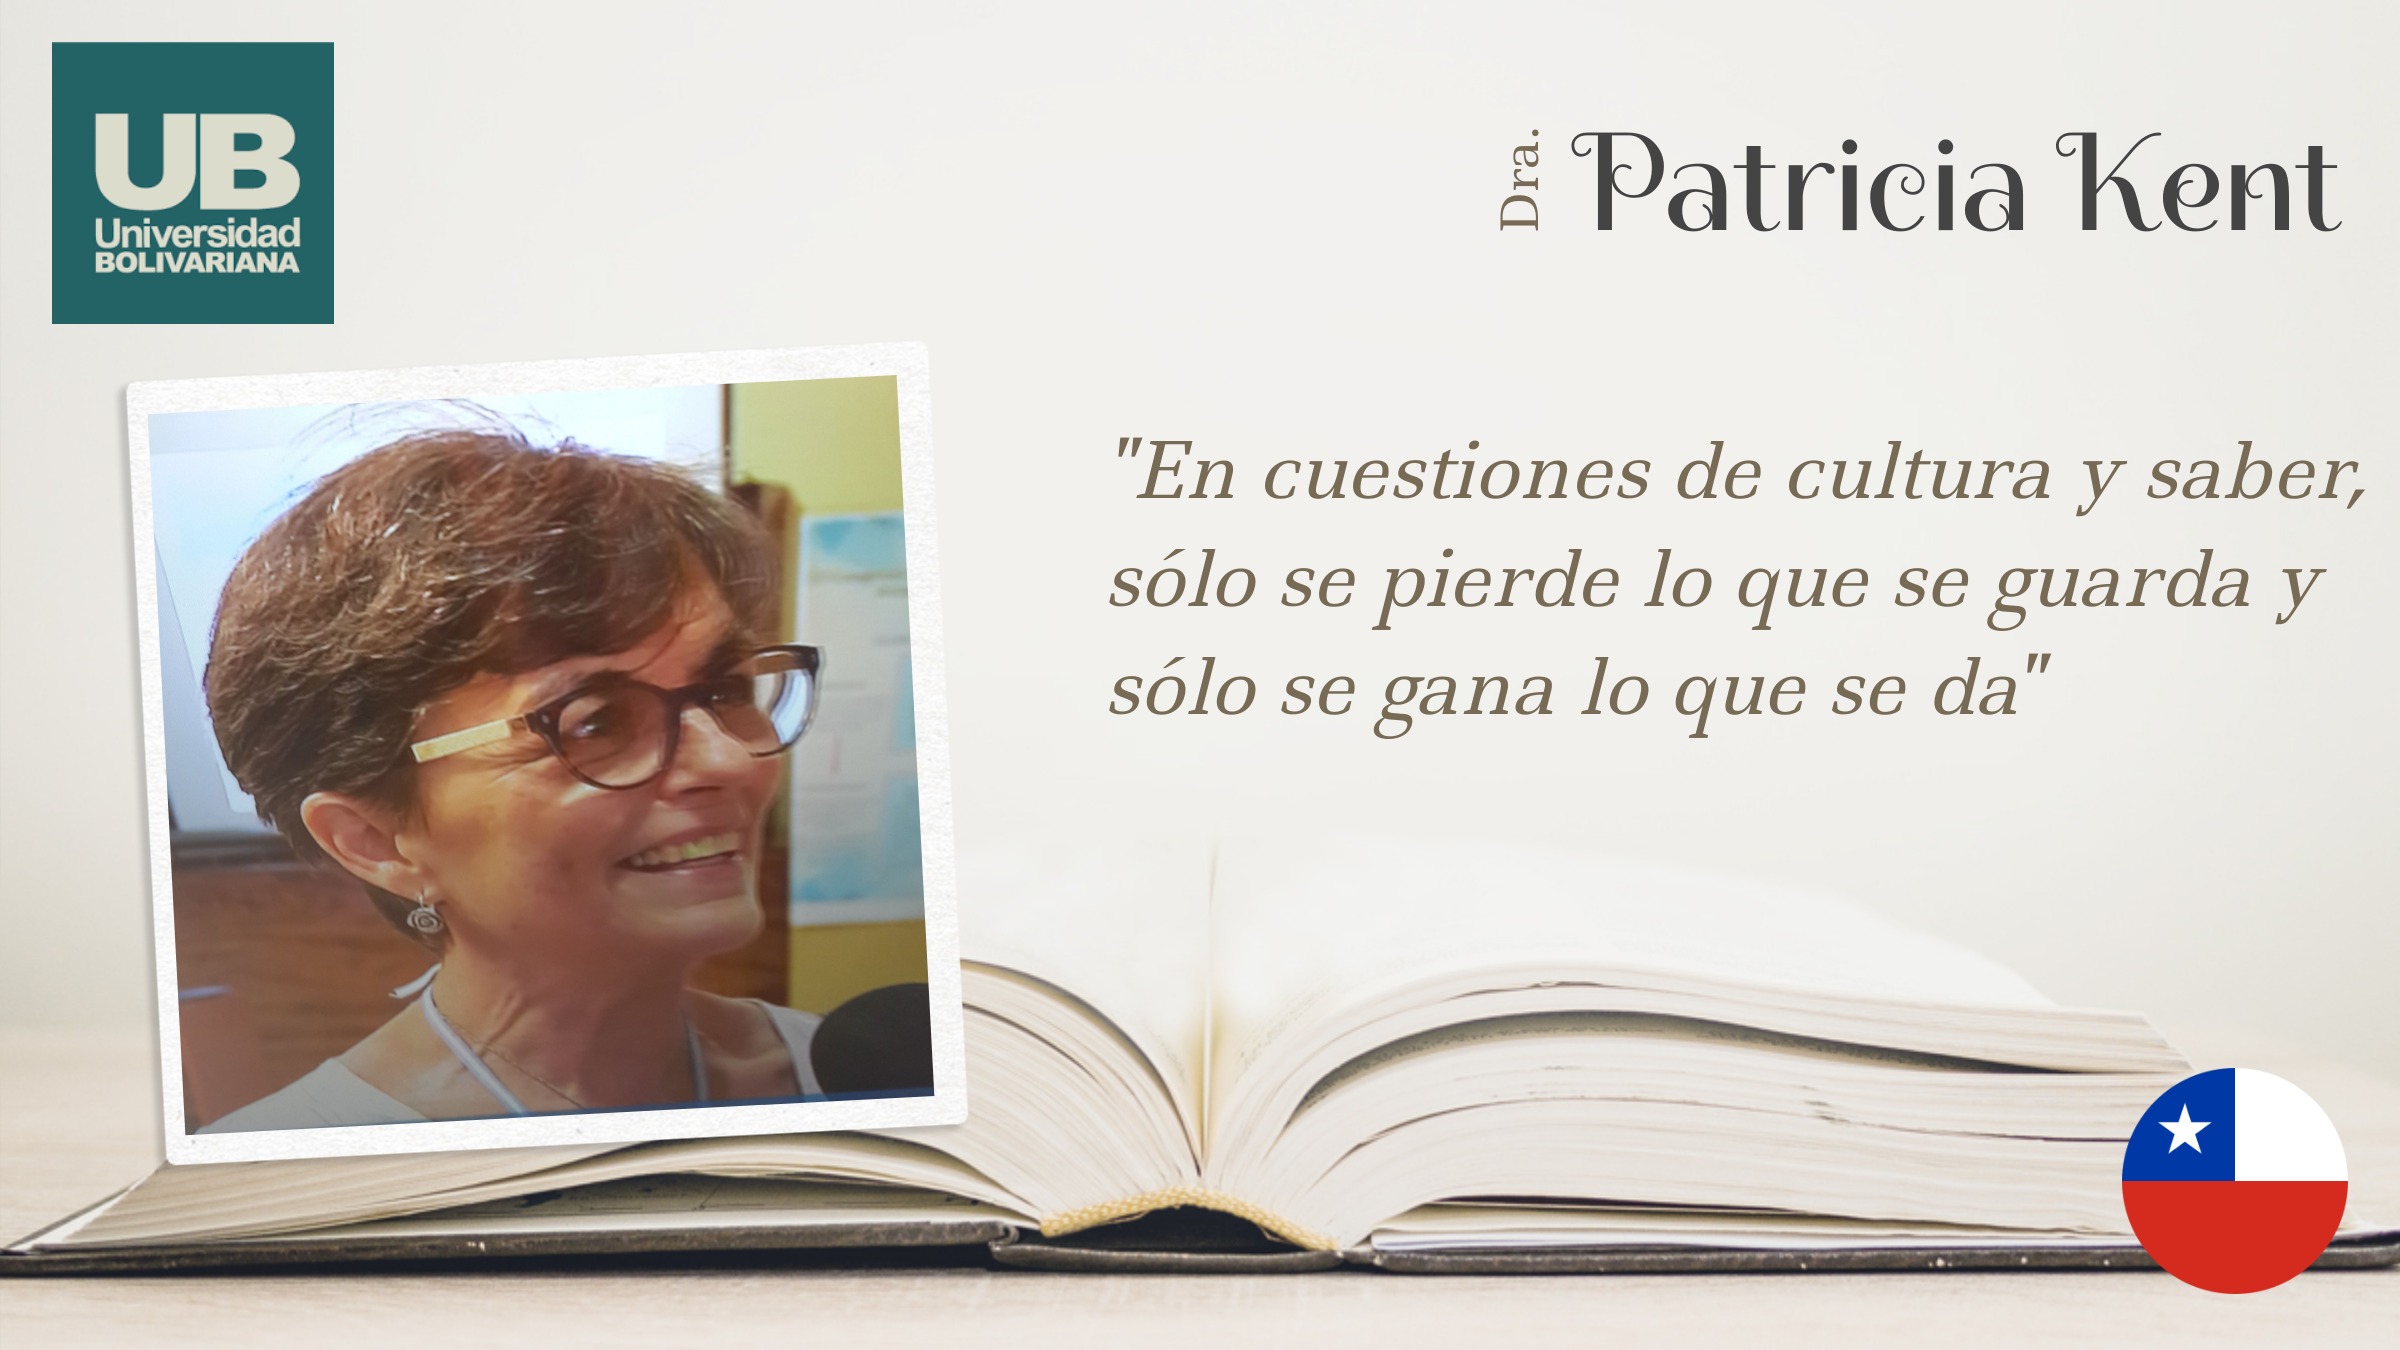 UB
Universidad
BOLIVARIANA
Dra. Patricia Kent
"En cuestiones de cultura y saber,
sólo se pierde lo que se guarda y
sólo se gana lo que se da"